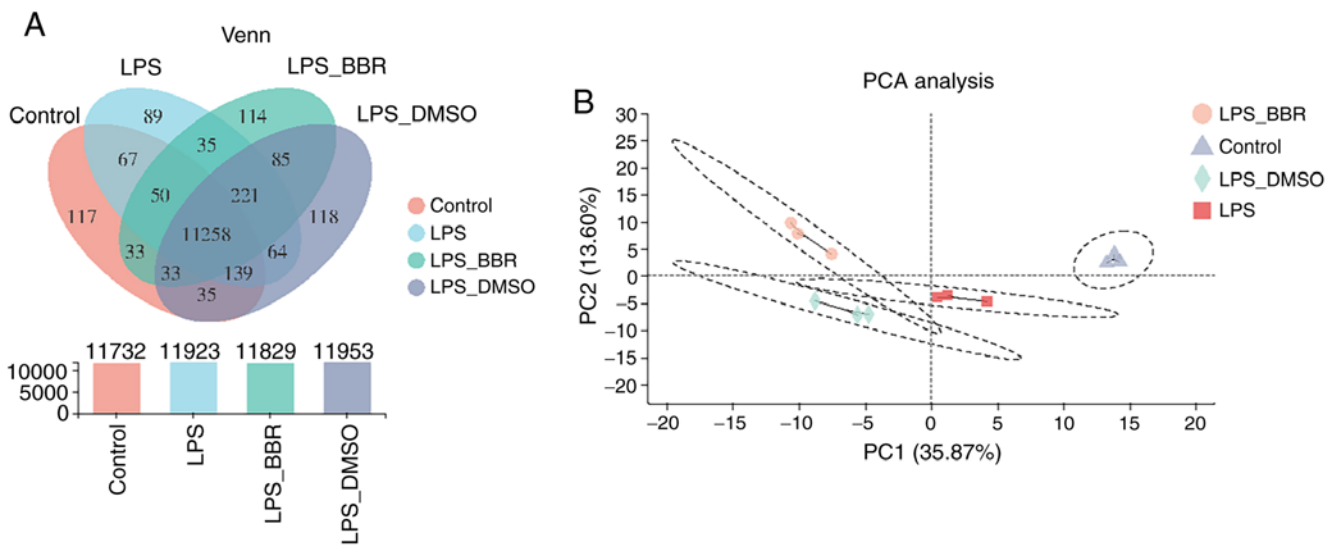 A
Venn
LPS
LPS_BBR
Control
LPS_DMSO
89
114
35
67
85
50
221
117
118
11258
33
64
33
139
35
Control
LPS
LPS_BBR
LPS_DMSO
11732
11923
11829
11953
10000
5000
0
Control
LPS
LPS_BBR
LPS_DMSO
B
PCA analysis
LPS_BBR
Control
LPS_DMSO
LPS
PC2 (13.60%)
30
25
20
15
10
5
0
−5
−10
−15
−20
−20
−15
−10
−5
0
5
10
15
20
PC1 (35.87%)